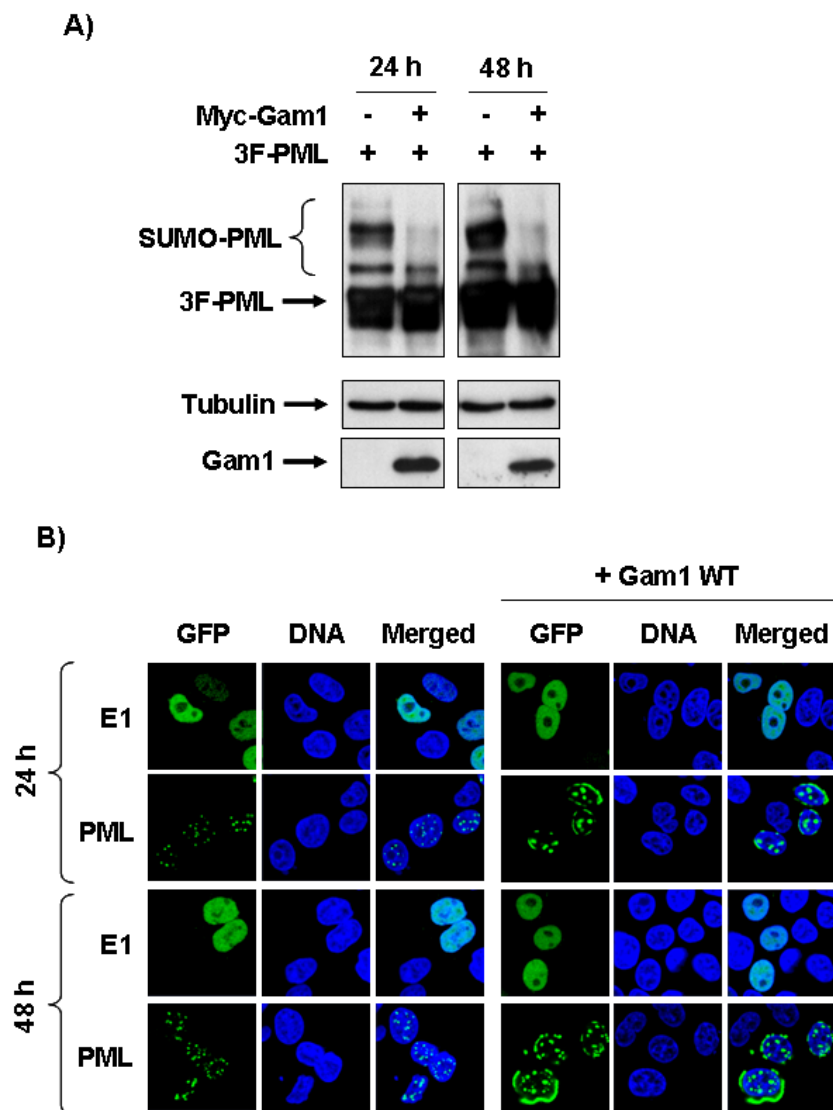 A)
24 h 48 h
Myc-Gam1 - + - +
3F-PML + + + +
SUMO-PML
3F-PML
Tubulin
Gam1
B)
+ Gam1 WT
GFP DNA Merged GFP DNA Merged
24 h
E1
PML
48 h
E1
PML